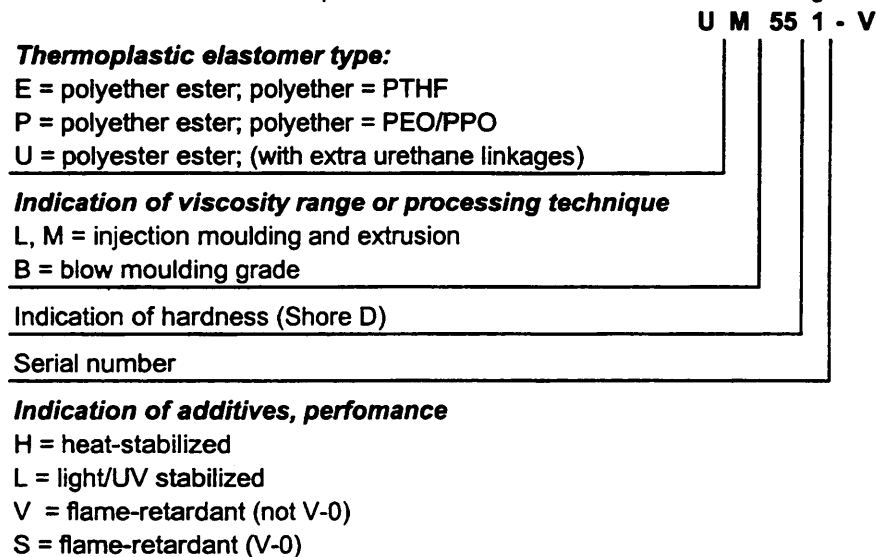 U M 55 1 - V
Thermoplastic elastomer type:
E = polyether ester; polyether = PTHF
P = polyether ester; polyether = PEO/PPO
U = polyester ester; (with extra urethane linkages)
Indication of viscosity range or processing technique
L, M = injection moulding and extrusion
B = blow moulding grade
Indication of hardness (Shore D)
Serial number
Indication of additives, perfomance
H = heat-stabilized
L = light/UV stabilized
V = flame-retardant (not V-0)
S = flame-retardant (V-0)